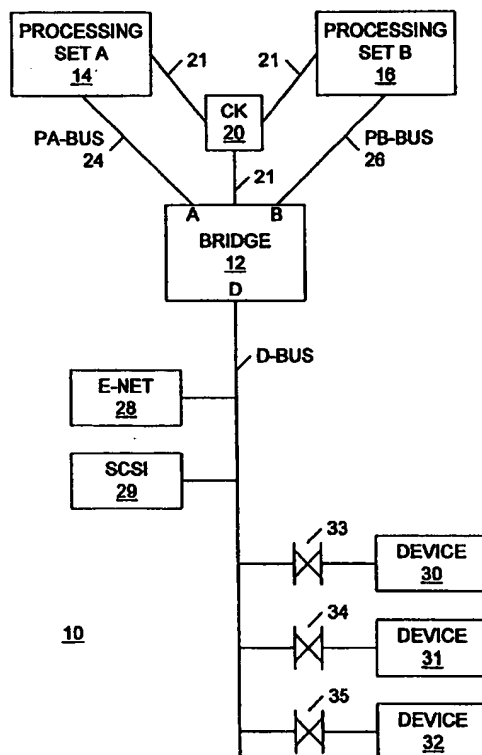 PROCESSING
SET A
14
PROCESSING
SET B
16
21
21
CK
20
PA-BUS
24
PB-BUS
26
21
A
B
BRIDGE
12
D
D-BUS
E-NET
28
SCSI
29
33
DEVICE
30
10
34
DEVICE
31
35
DEVICE
32